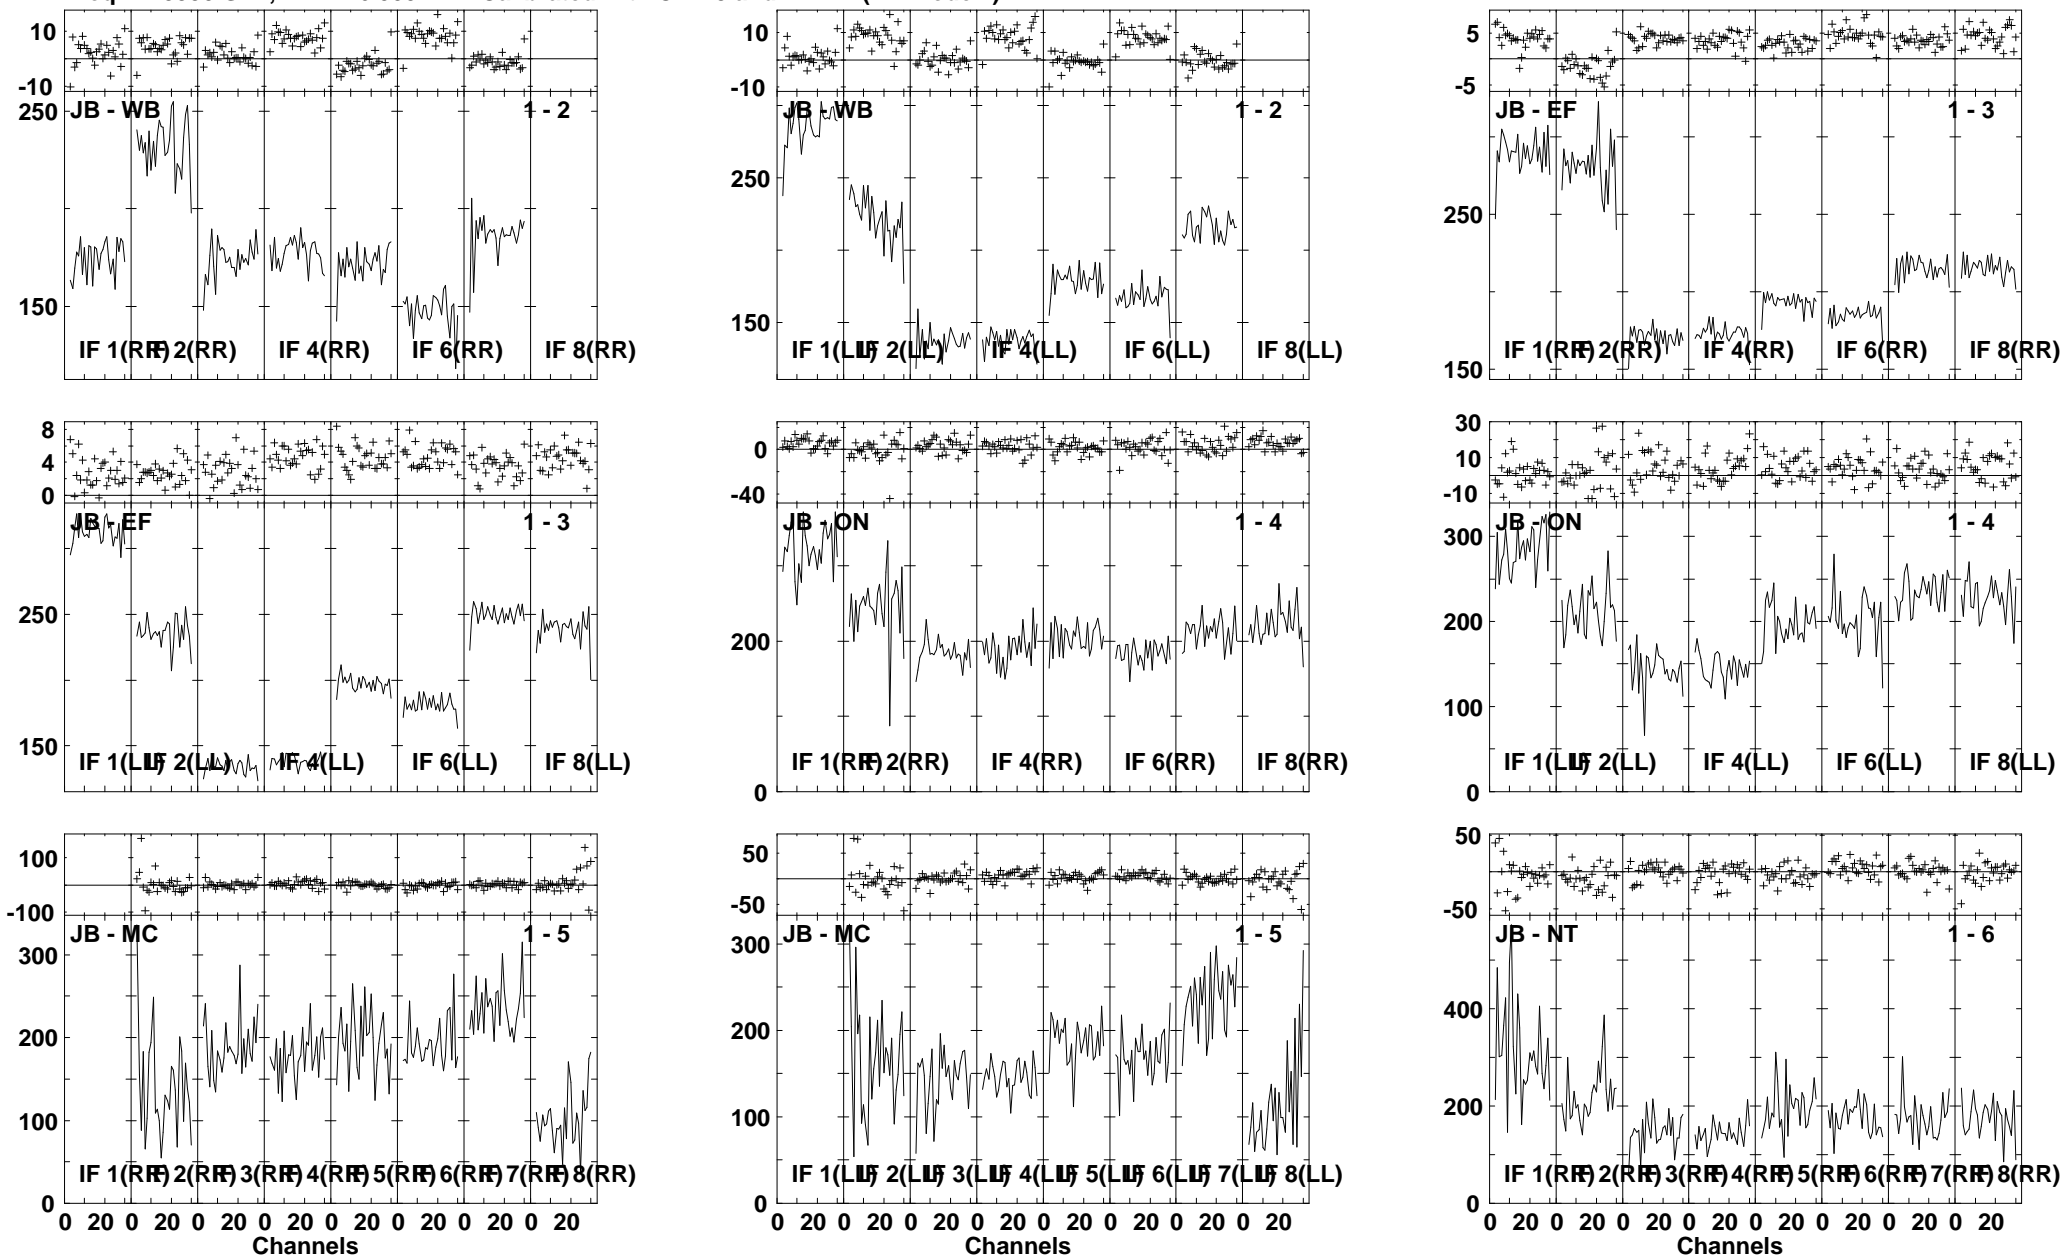 10
-10
250
150
JB - WB
1 - 2
IF 1(RR)
IF 2(RR)
IF 4(RR)
IF 6(RR)
IF 8(RR)
10
0
-10
250
150
JB - WB
1 - 2
IF 1(LL)
IF 2(LL)
IF 4(LL)
IF 6(LL)
IF 8(LL)
5
-5
250
150
JB - EF
1 - 3
IF 1(RR)
IF 2(RR)
IF 4(RR)
IF 6(RR)
IF 8(RR)
8
4
0
250
150
JB - EF
1 - 3
IF 1(LL)
IF 2(LL)
IF 4(LL)
IF 6(LL)
IF 8(LL)
0
-40
200
0
JB - ON
1 - 4
IF 1(RR)
IF 2(RR)
IF 4(RR)
IF 6(RR)
IF 8(RR)
30
10
-10
300
200
100
0
JB - ON
1 - 4
IF 1(LL)
IF 2(LL)
IF 4(LL)
IF 6(LL)
IF 8(LL)
100
-100
300
200
100
0
JB - MC
1 - 5
IF 1(RR)
IF 2(RR)
IF 3(RR)
IF 4(RR)
IF 5(RR)
IF 6(RR)
IF 7(RR)
IF 8(RR)
0 20 0 20 0 20 0 20 0 20 0 20 0 20 0 20
Channels
50
-50
300
200
100
0
JB - MC
1 - 5
IF 1(LL)
IF 2(LL)
IF 3(LL)
IF 4(LL)
IF 5(LL)
IF 6(LL)
IF 7(LL)
IF 8(LL)
0 20 0 20 0 20 0 20 0 20 0 20 0 20 0 20
Channels
50
-50
400
200
0
JB - NT
1 - 6
IF 1(RR)
IF 2(RR)
IF 3(RR)
IF 4(RR)
IF 5(RR)
IF 6(RR)
IF 7(RR)
IF 8(RR)
0 20 0 20 0 20 0 20 0 20 0 20 0 20 0 20
Channels